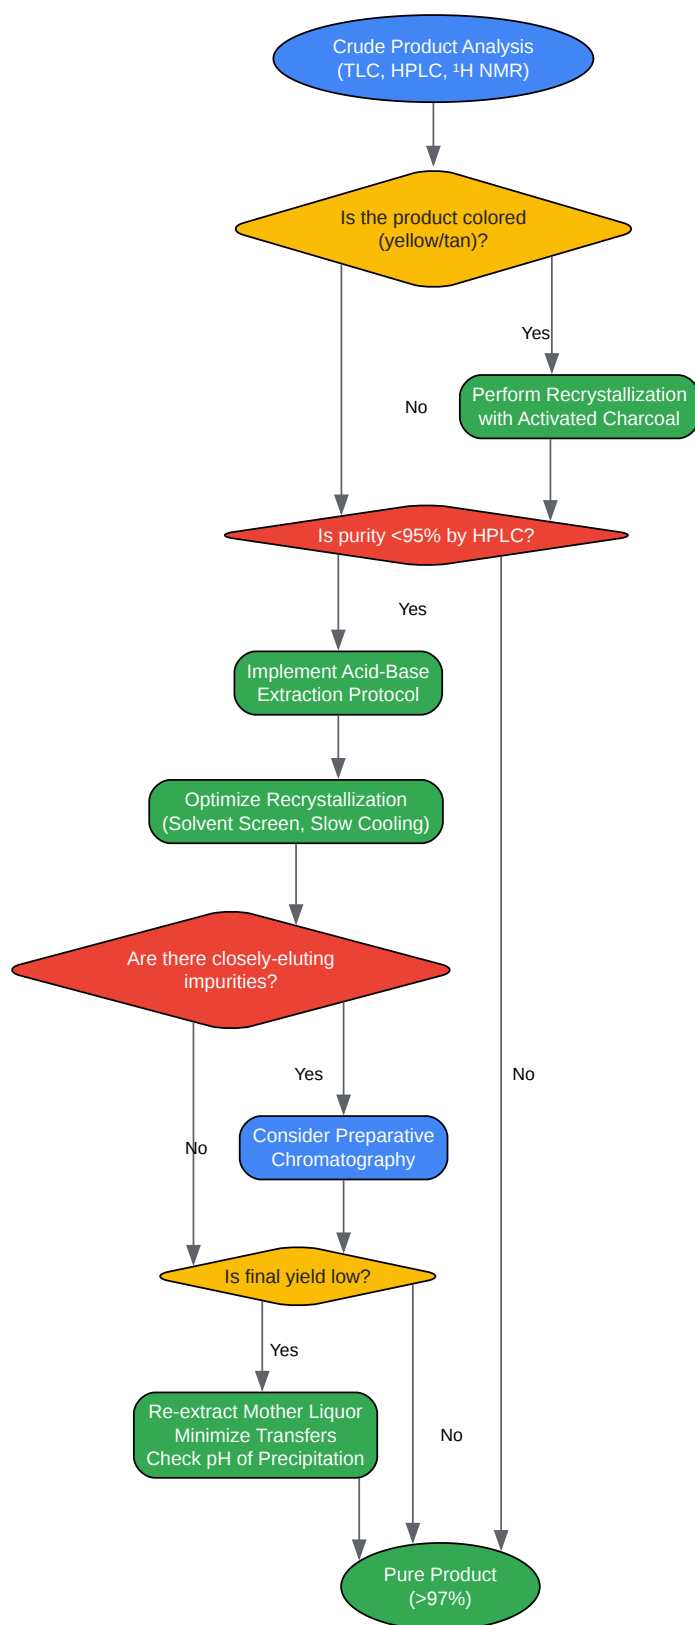 Crude Product Analysis
(TLC, HPLC, ¹H NMR)
Is the product colored
(yellow/tan)?
Yes
Perform Recrystallization
with Activated Charcoal
No
Is purity <95% by HPLC?
Yes
Implement Acid-Base
Extraction Protocol
Optimize Recrystallization
(Solvent Screen, Slow Cooling)
Are there closely-eluting
impurities?
Yes
No
Consider Preparative
Chromatography
No
Is final yield low?
Yes
Re-extract Mother Liquor
Minimize Transfers
Check pH of Precipitation
No
Pure Product
(>97%)